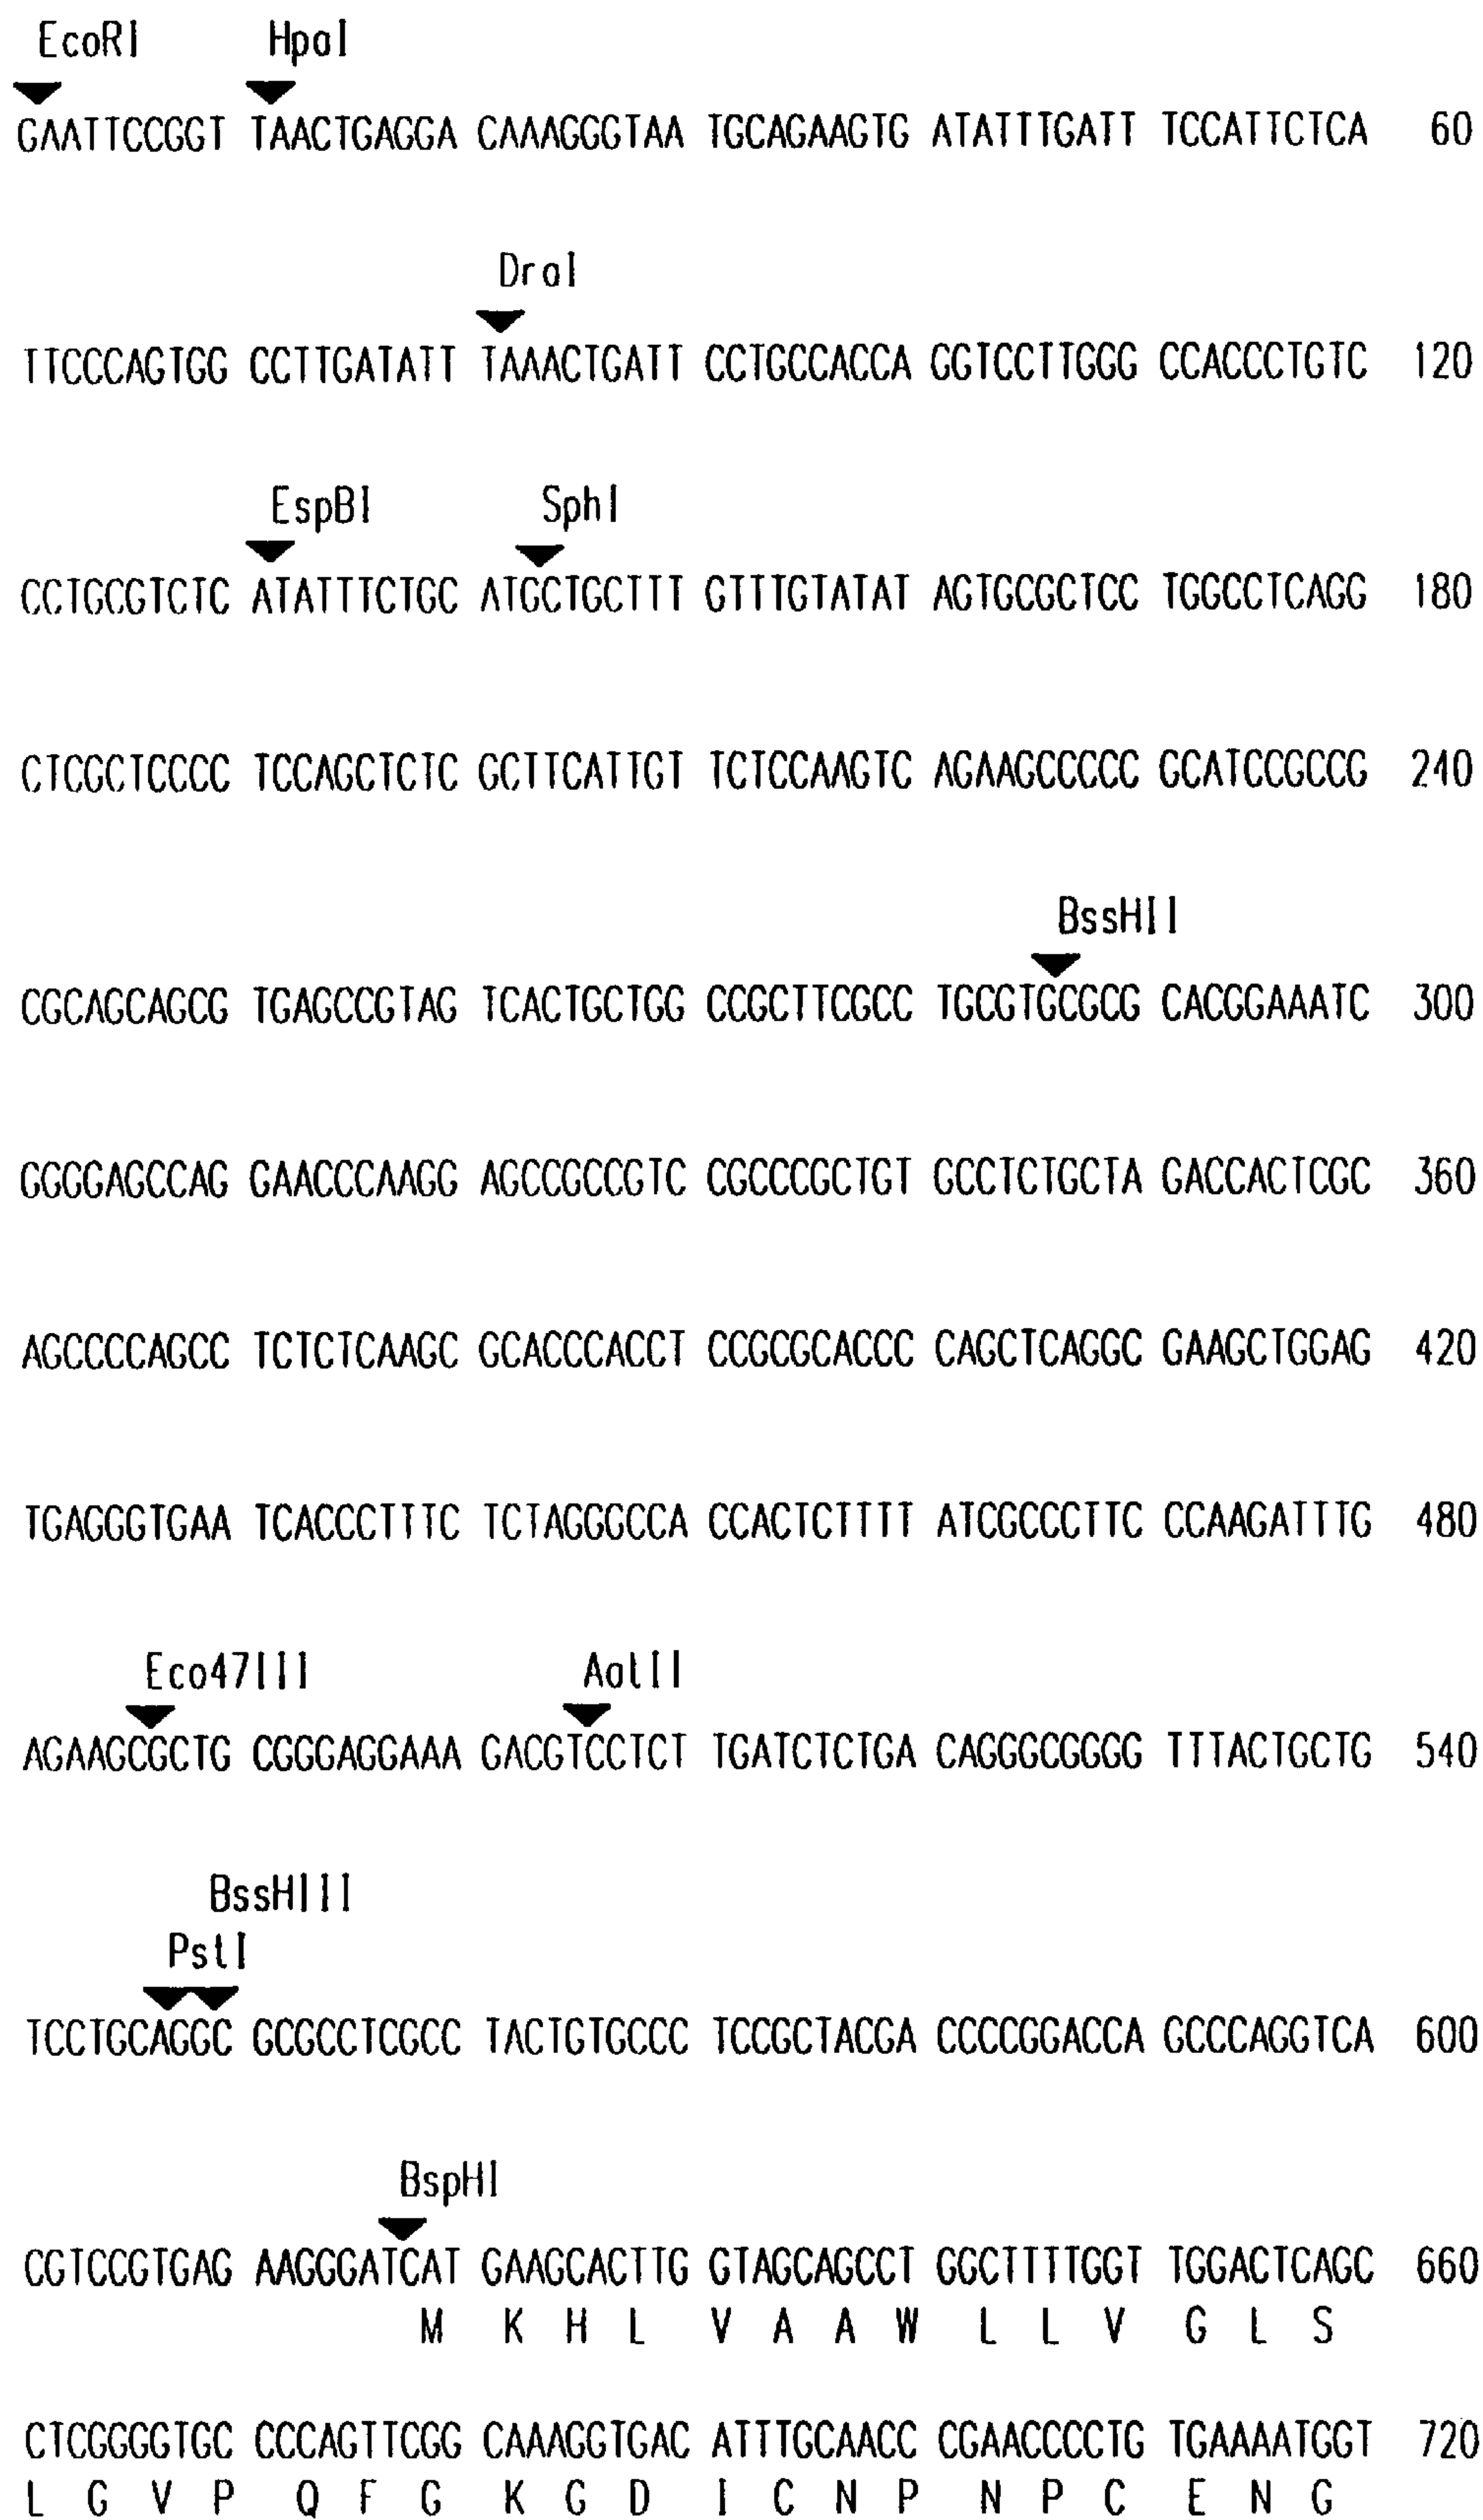 EcoRI HpaI
GAATTCCGGT TAACTGAGGA CAAAGGGTAA TGCAGAAGTG ATATTTGATT TCCATTCTCA 60
DraI
TTCCCAGTGG CCTTGATATT TAAACTGATT CCTGCCACCA GGTCCTTGGG CCACCCTGTC 120
EspBI SphI
CCTGCGTCTC ATATTTCTGC ATGCTGCTTT GTTTGTATAT AGTGCGCTCC TGGCCTCAGG 180
CTCGCTCCCC TCCAGCTCTC GCTTCATTGT TCTCCAAGTC AGAAGCCCCC GCATCCGCCG 240
BssHII
CGCAGCAGCG TGAGCCGTAG TCACTGCTGG CCGCTTCGCC TGCGTGCGCG CACGGAAATC 300
GGGGAGCCAG GAACCCAAGG AGCCGCCGTC CGCCCGCTGT GCCTCTGCTA GACCACTCGC 360
AGCCCCAGCC TCTCTCAAGC GCACCCACCT CCGCGCACCC CAGCTCAGGC GAAGCTGGAG 420
TGAGGGTGAA TCACCCTTTC TCTAGGGCCA CCACTCTTTT ATCGCCCTTC CCAAGATTTG 480
Eco47III AatII
AGAAGCGCTG CGGGAGGAAA GACGTCCTCT TGATCTCTGA CAGGGCGGGG TTTACTGCTG 540
BssHIII
PstI
TCCTGCAGGC GCGCCTCGCC TACTGTGCCC TCCGCTACGA CCCCGGACCA GCCCAGGTCA 600
BspHI
CGTCCGTGAG AAGGGATCAT GAAGCACTTG GTAGCAGCCT GGCTTTTGGT TGGACTCAGC 660
M K H L V A A W L L V G L S
CTCGGGGTGC CCCAGTTCGG CAAAGGTGAC ATTTGCAACC CGAACCCCTG TGAAAATGGT 720
L G V P Q F G K G D I C N P N P C E N G